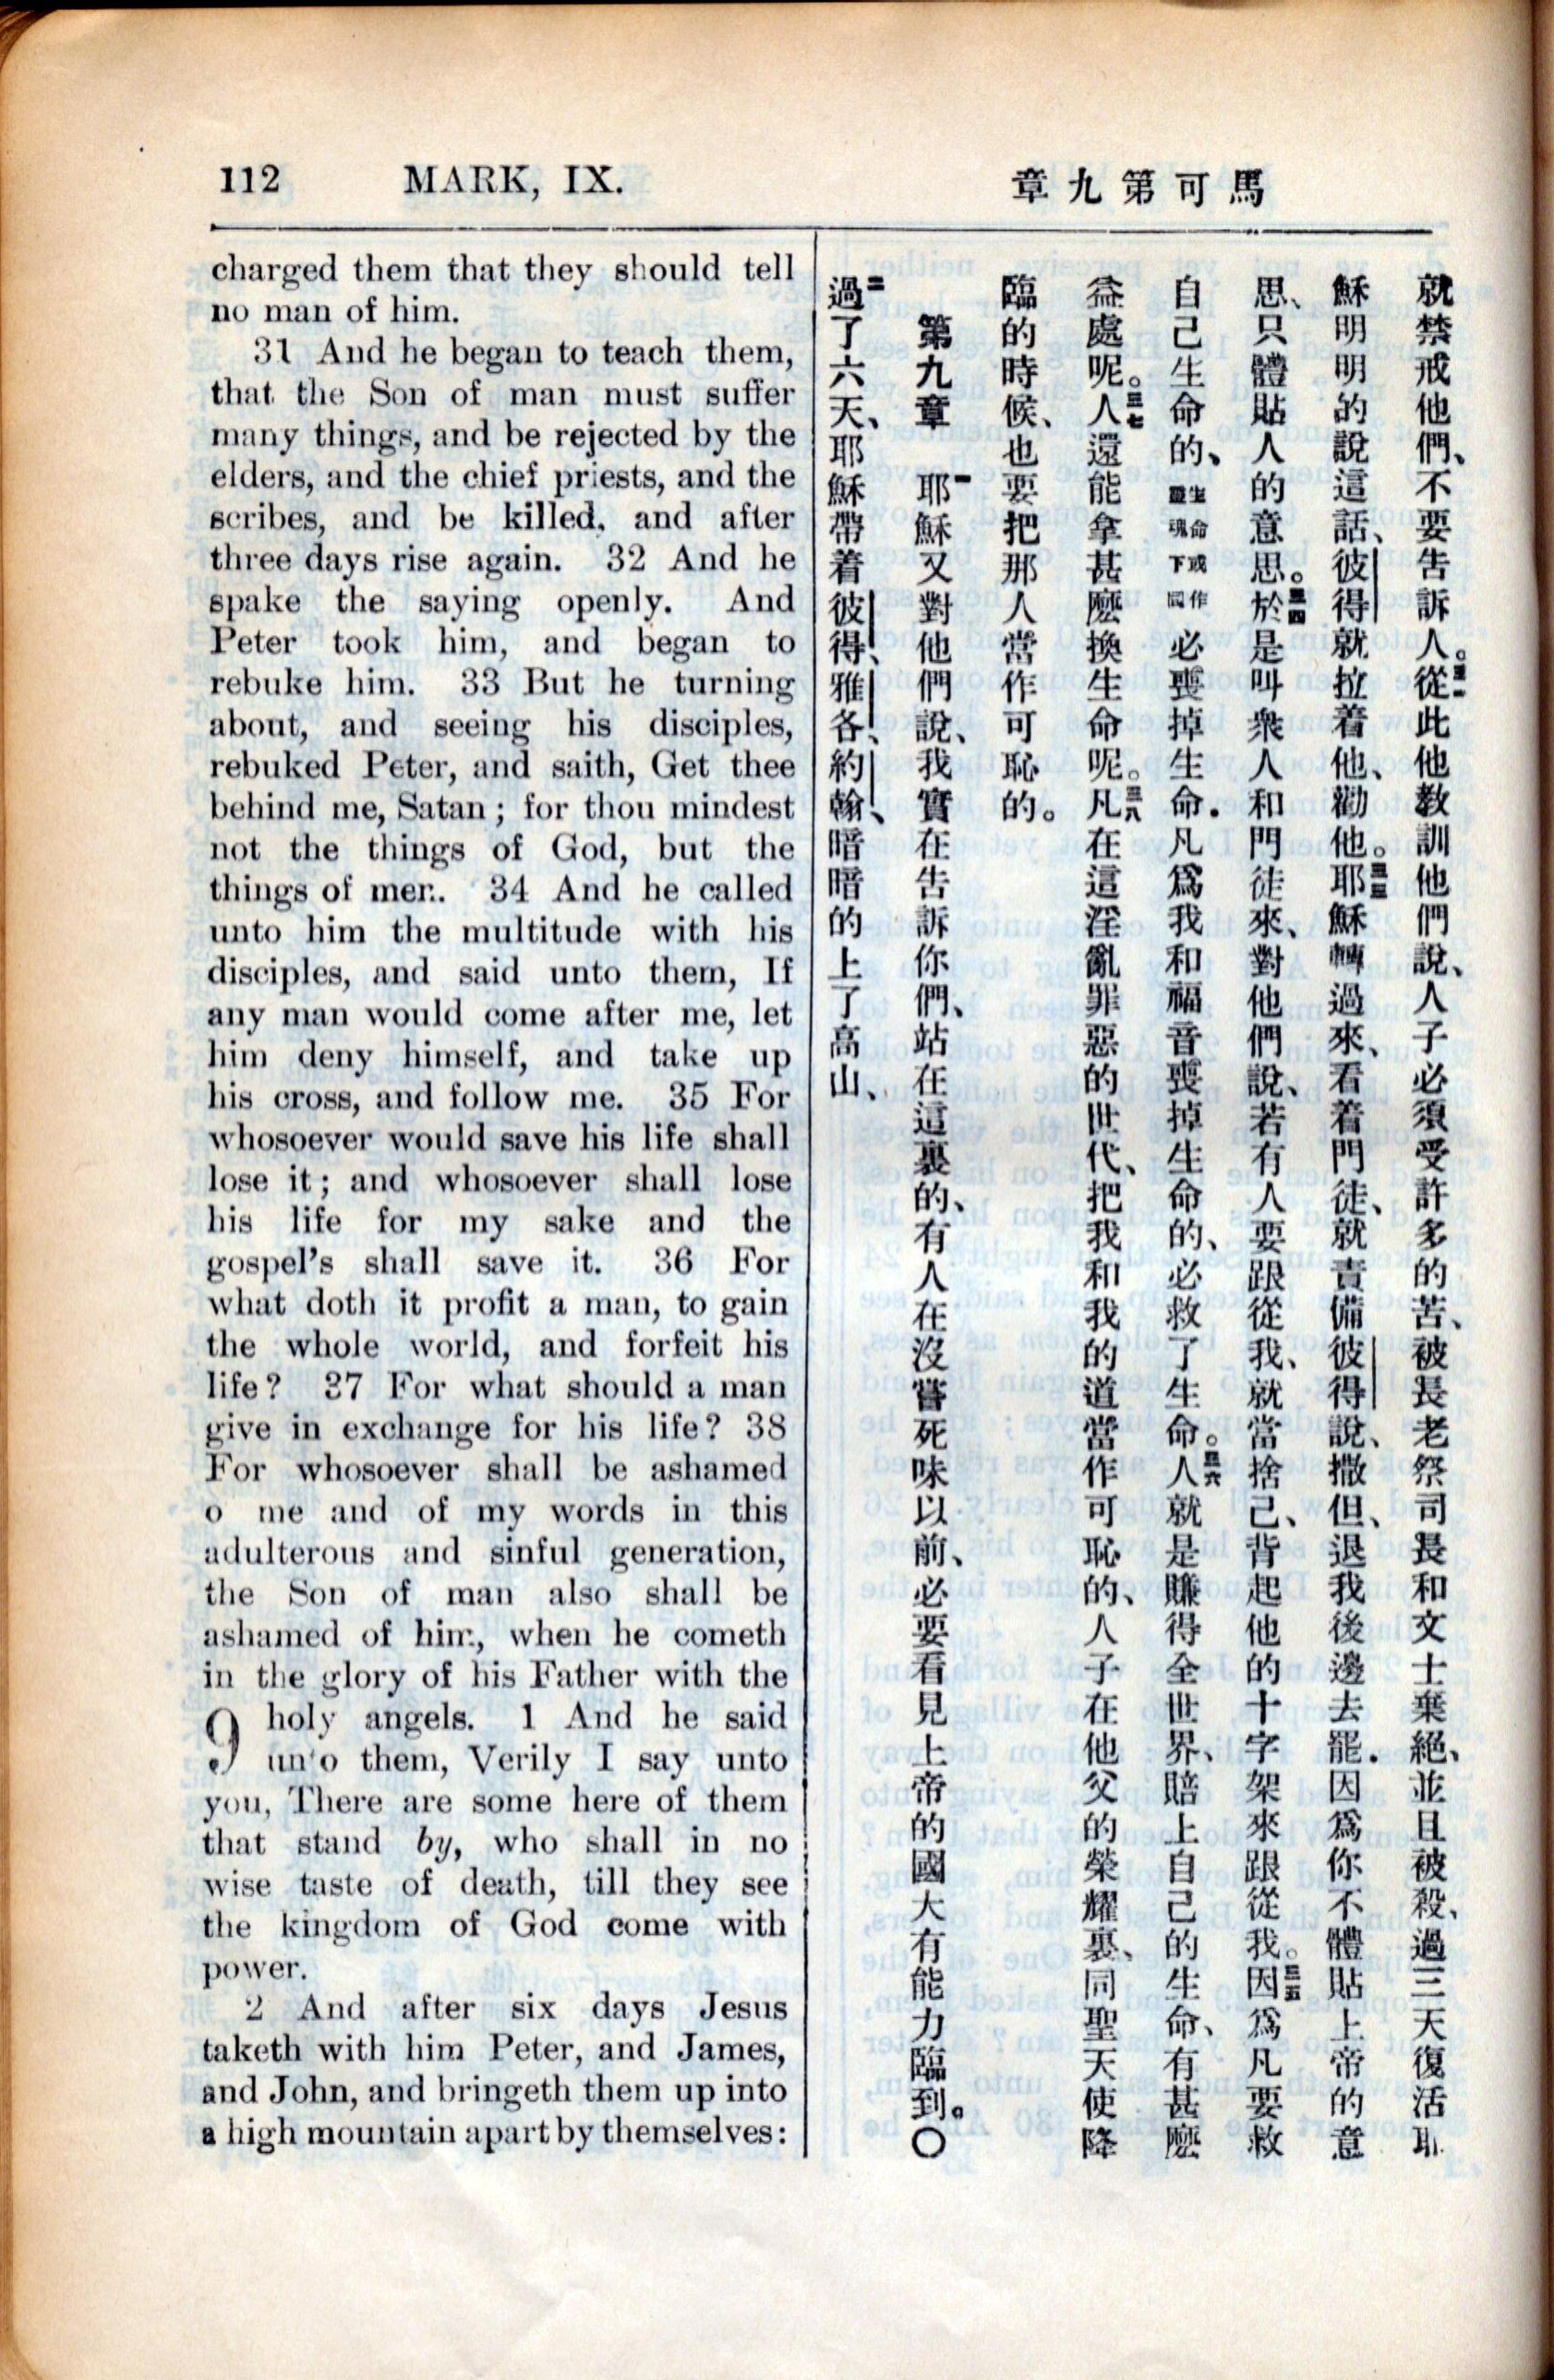 112 MARK, IX.
馬可第九章
charged them that they should tell
no man of him.
31 And he began to teach them,
that the Son of man must suffer
many things, and be rejected by the
elders, and the chief priests, and the
scribes, and be killed, and after
three days rise again. 32 And he
spake the saying openly. And
Peter took him, and began to
rebuke him. 33 But he turning
about, and seeing his disciples,
rebuked Peter, and saith, Get thee
behind me, Satan; for thou mindest
not the things of God, but the
things of men. 34 And he called
unto him the multitude with his
disciples, and said unto them, If
any man would come after me, let
him deny himself, and take up
his cross, and follow me. 35 For
whosoever would save his life shall
lose it; and whosoever shall lose
his life for my sake and the
gospel's shall save it. 36 For
what doth it profit a man, to gain
the whole world, and forfeit his
life? 37 For what should a man
give in exchange for his life? 38
For whosoever shall be ashamed
o me and of my words in this
adulterous and sinful generation,
the Son of man also shall be
ashamed of him, when he cometh
in the glory of his Father with the
9 holy angels. 1 And he said
unto them, Verily I say unto
you, There are some here of them
that stand by, who shall in no
wise taste of death, till they see
the kingdom of God come with
power.
2 And after six days Jesus
taketh with him Peter, and James,
and John, and bringeth them up into
a high mountain apart by themselves:
就禁戒他們、不要告訴人。三一從此他教訓他們說、人子必須受許多的苦、被長老祭司長和文士棄絕、並且被殺、過三天復活耶
穌明明的說這話、彼得就拉着他、勸他。三三耶穌轉過來、看着門徒、就責備彼得說、撒但、退我後邊去罷．因爲你不體貼上帝的意
思、只體貼人的意思。三四於是叫衆人和門徒來、對他們說、若有人要跟從我、就當捨己、背起他的十字架來跟從我。三五因爲凡要救
自己生命的、生命或作靈魂下同必喪掉生命．凡爲我和福音喪掉生命的、必救了生命。三六人就是賺得全世界、賠上自己的生命、有甚麽
益處呢。三七人還能拿甚麽換生命呢。三八凡在這淫亂罪惡的世代、把我和我的道當作可恥的、人子在他父的榮耀裏、同聖天使降
臨的時候、也要把那人當作可恥的。
第九章 一耶穌又對他們說、我實在告訴你們、站在這裏的、有人在沒嘗死味以前、必要看見上帝的國大有能力臨到。〇
二過了六天、耶穌帶着彼得、雅各、約翰、暗暗的上了高山、